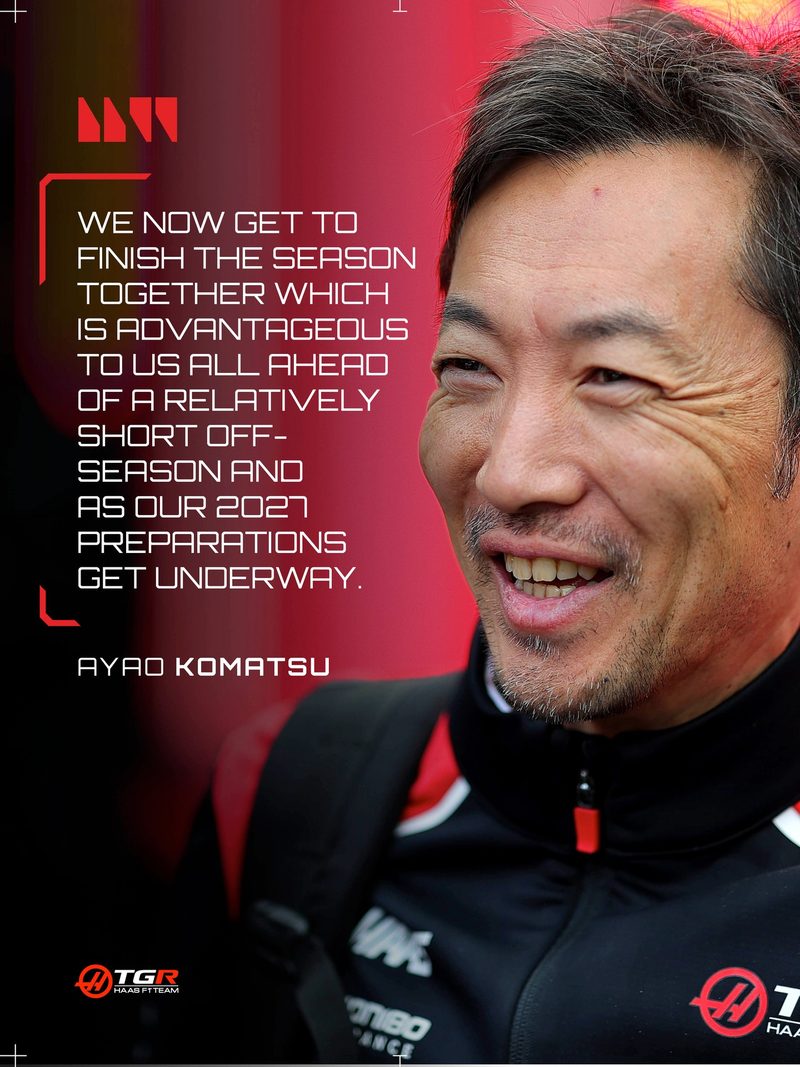 WE NOW GET TO
FINISH THE SEASON
TOGETHER WHICH
IS ADVANTAGEOUS
TO US ALL AHEAD
OF A RELATIVELY
SHORT OFF-
SEASON AND
AS OUR 2027
PREPARATIONS
GET UNDERWAY.
AYAO KOMATSU
TGR
HAAS F1 TEAM